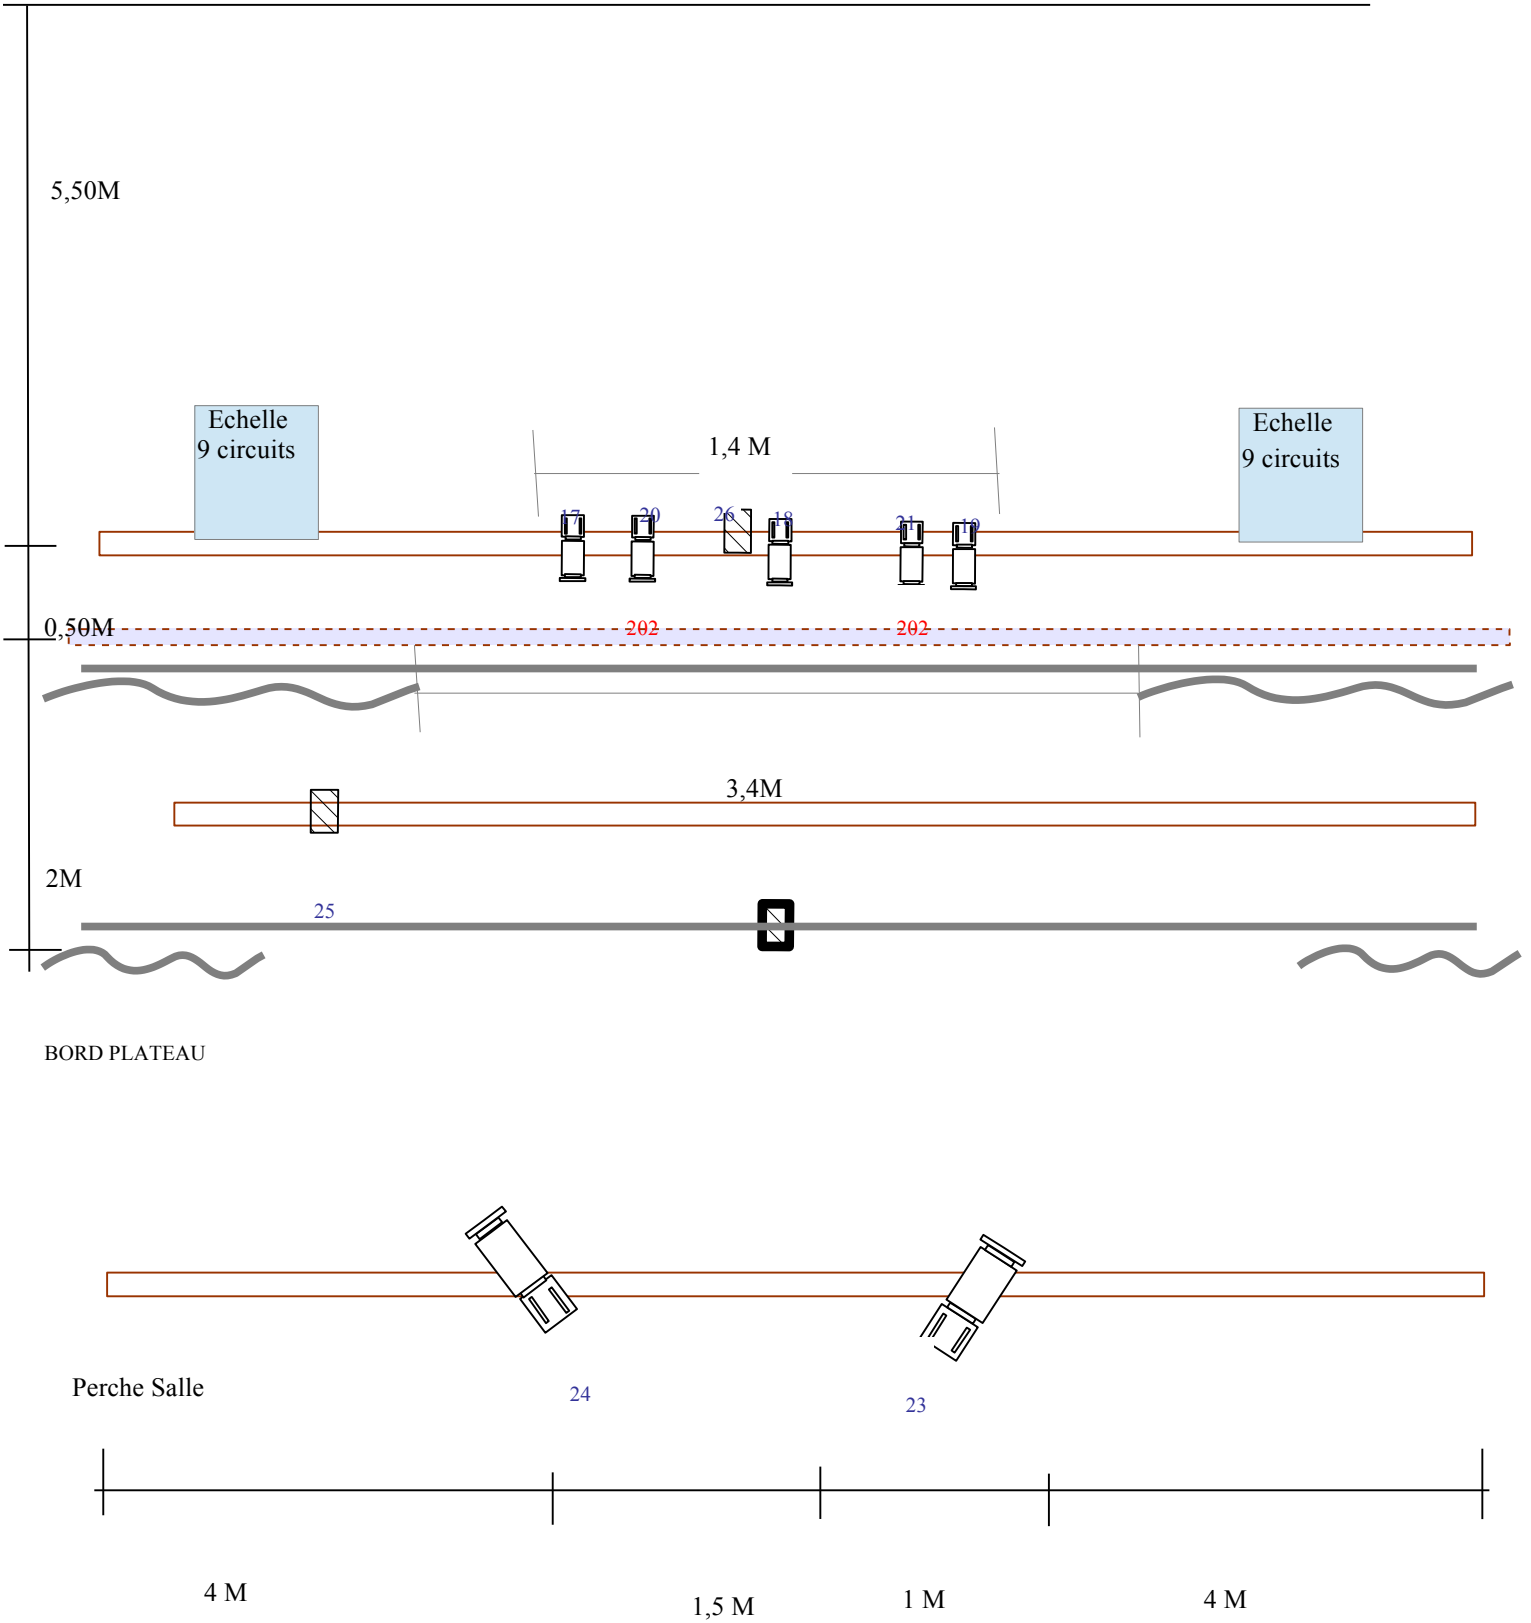 5,50M
Echelle
9 circuits
1,4 M
Echelle
9 circuits
17
20
26
18
21
19
0,50M
202
202
3,4M
2M
25
BORD PLATEAU
Perche Salle
24
23
4 M
1,5 M
1 M
4 M